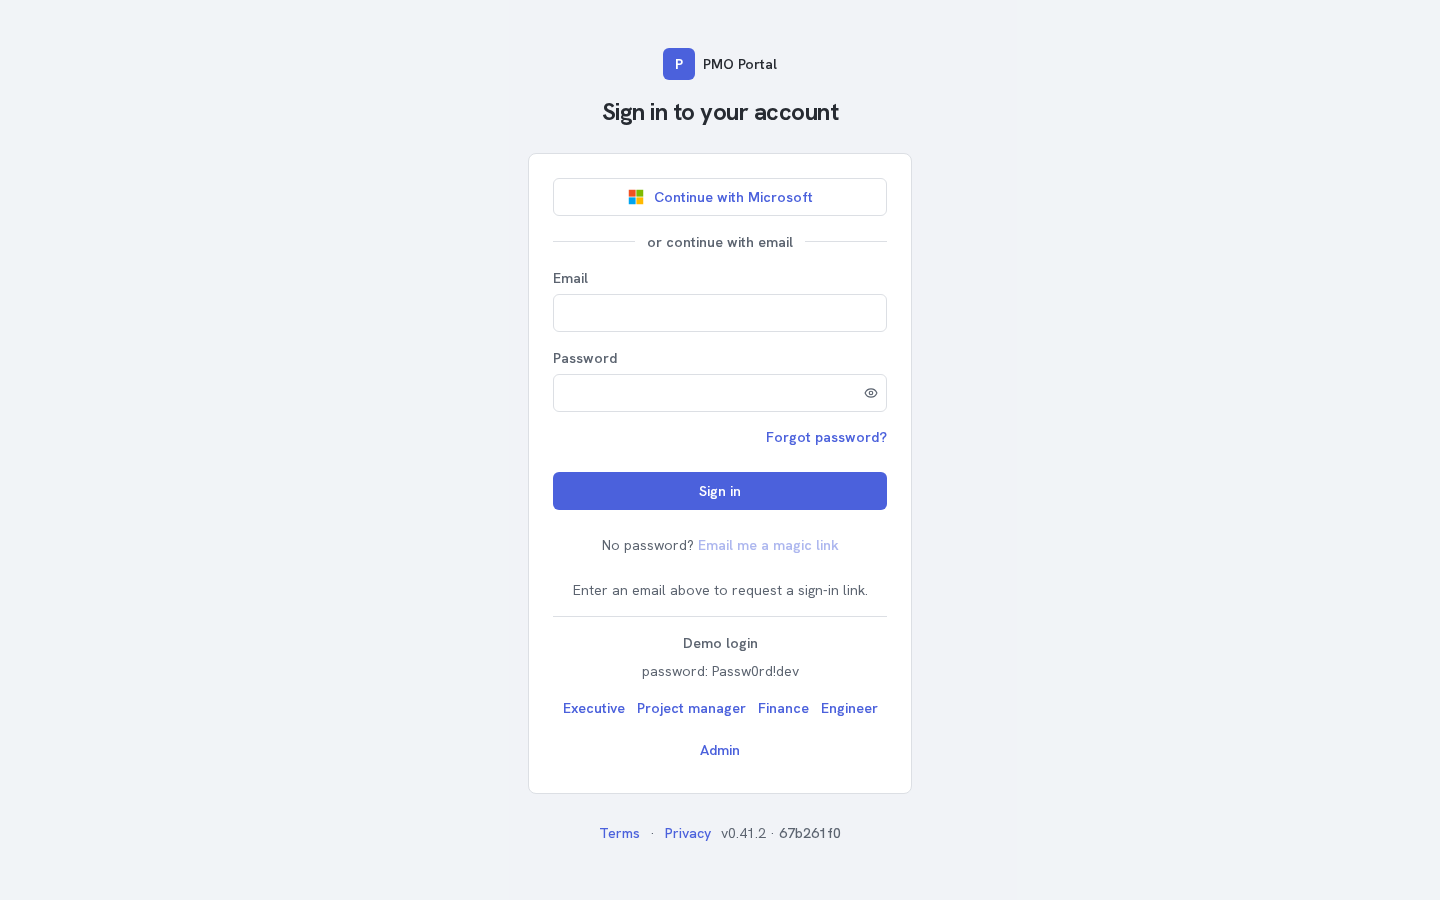 P PMO Portal
Sign in to your account
Continue with Microsoft
or continue with email
Email
Password
Forgot password?
Sign in
No password? Email me a magic link
Enter an email above to request a sign-in link.
Demo login
password: Passw0rd!dev
Executive Project manager Finance Engineer
Admin
Terms · Privacy v0.41.2 · 67b261f0